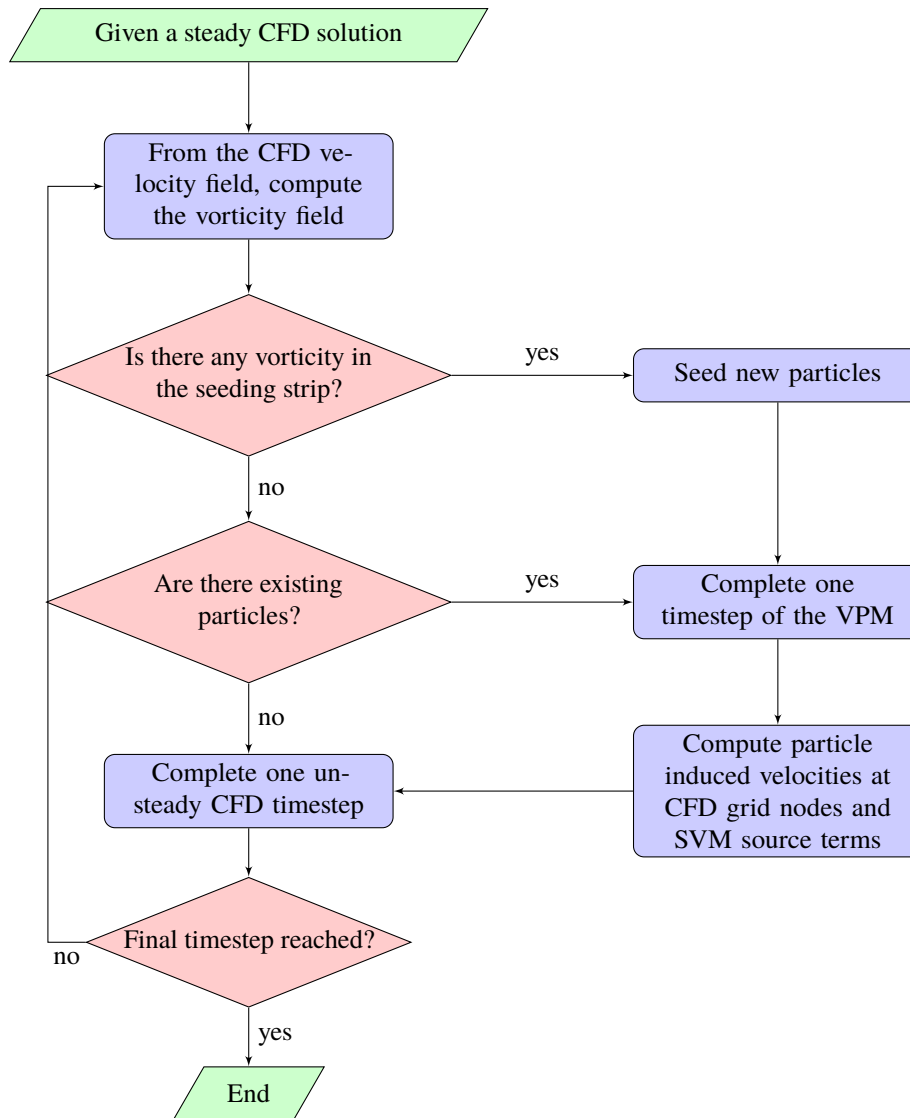 Given a steady CFD solution
From the CFD ve-
locity field, compute
the vorticity field
Is there any vorticity in
the seeding strip?
yes
Seed new particles
no
Are there existing
particles?
yes
Complete one
timestep of the VPM
no
Complete one un-
steady CFD timestep
Compute particle
induced velocities at
CFD grid nodes and
SVM source terms
Final timestep reached?
no
yes
End